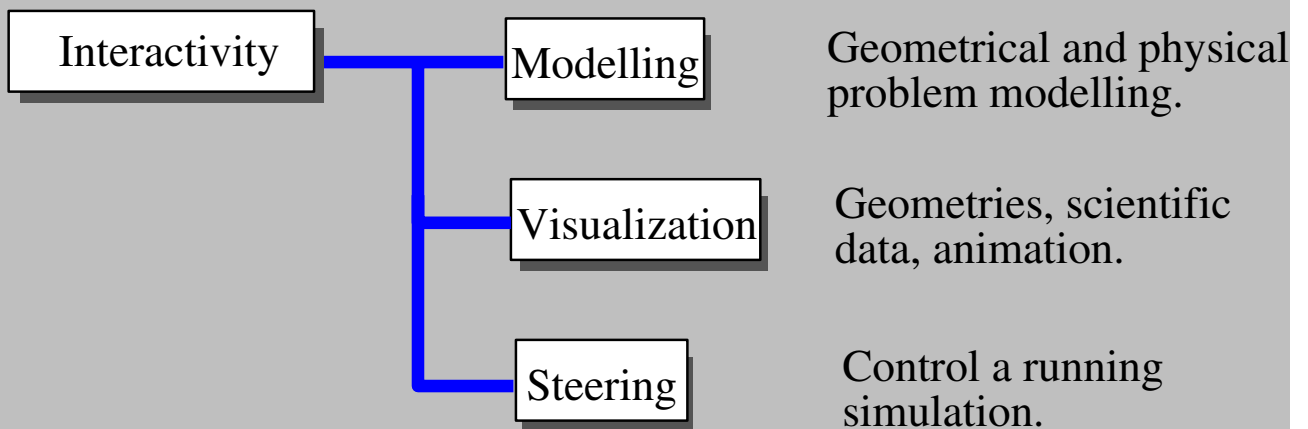 Interactivity
Modelling
Geometrical and physical
problem modelling.
Visualization
Geometries, scientific
data, animation.
Steering
Control a running
simulation.